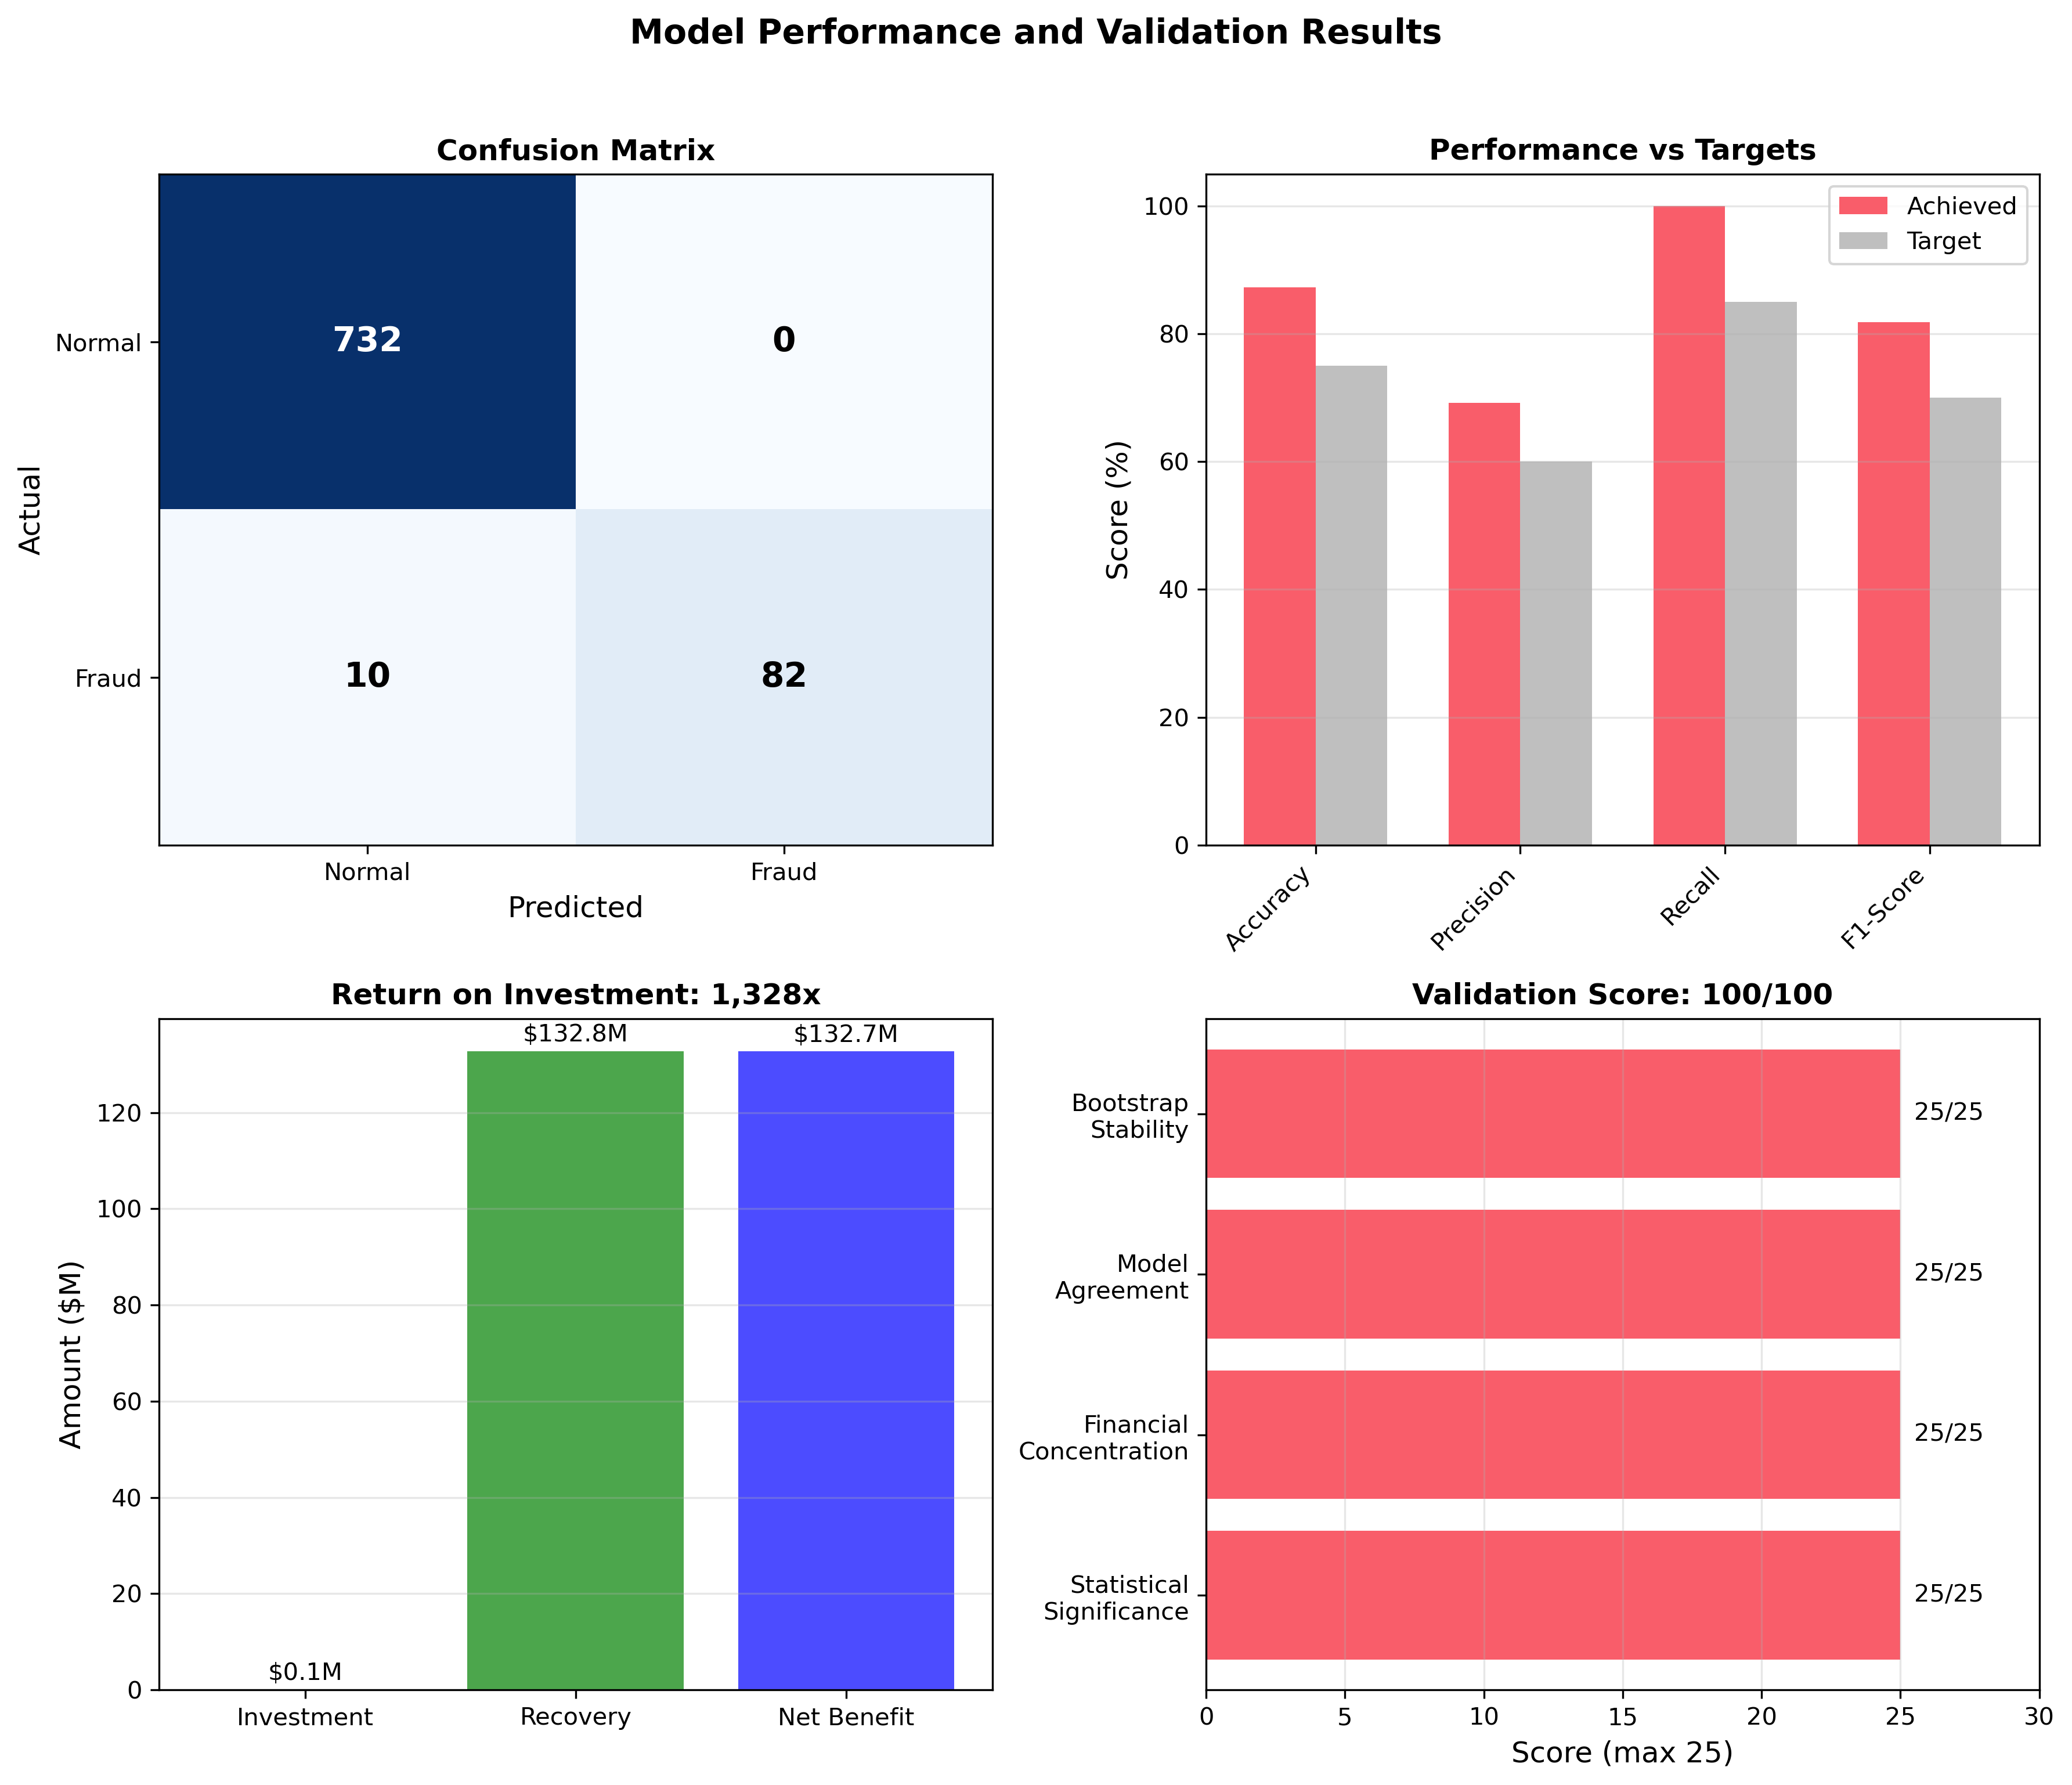 Model Performance and Validation Results
Confusion Matrix
Actual
Normal
732
0
Fraud
10
82
Normal
Fraud
Predicted
Performance vs Targets
Achieved
Target
Score (%)
100
80
60
40
20
0
Accuracy
Precision
Recall
F1-Score
Return on Investment: 1,328x
Amount ($M)
120
100
80
60
40
20
0
$0.1M
$132.8M
$132.7M
Investment
Recovery
Net Benefit
Validation Score: 100/100
Bootstrap
Stability
25/25
Model
Agreement
25/25
Financial
Concentration
25/25
Statistical
Significance
25/25
0
5
10
15
20
25
30
Score (max 25)